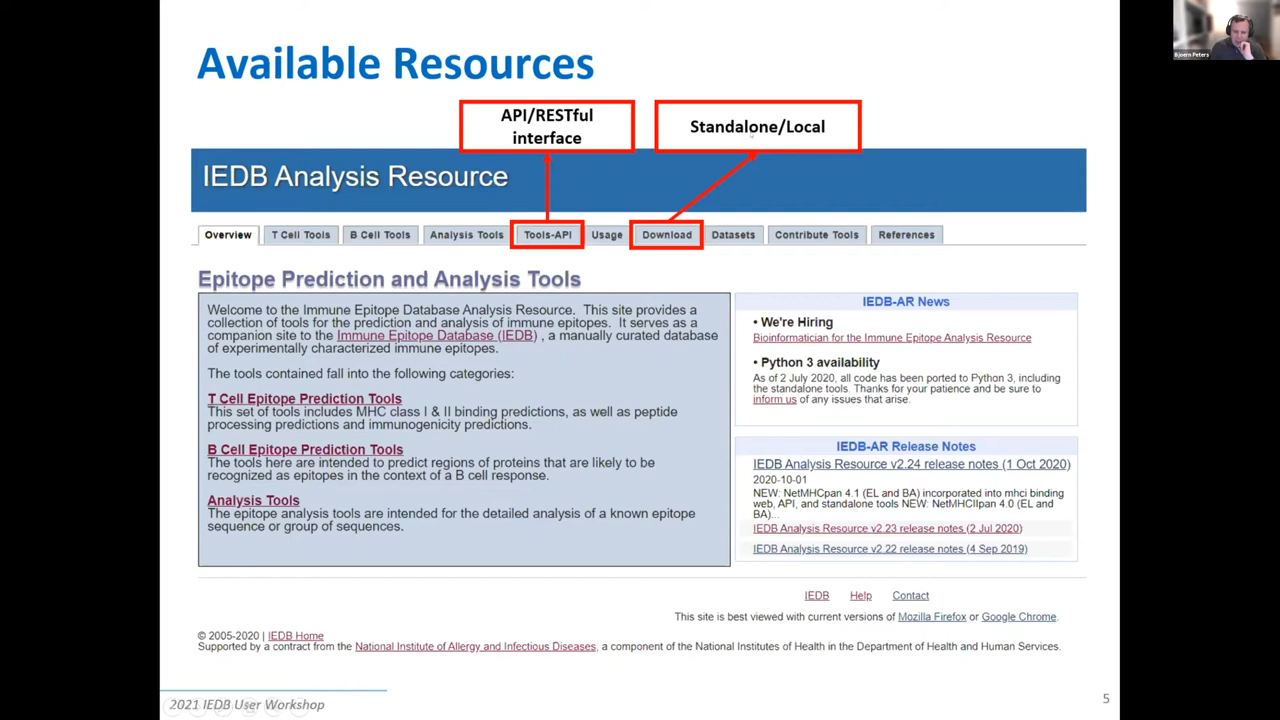 Bjoern Peters
Available Resources
API/RESTful
interface
Standalone/Local
IEDB Analysis Resource
Overview
T Cell Tools
B Cell Tools
Analysis Tools
Tools-API
Usage
Download
Datasets
Contribute Tools
References
Epitope Prediction and Analysis Tools
Welcome to the Immune Epitope Database Analysis Resource. This site provides a
collection of tools for the prediction and analysis of immune epitopes. It serves as a
companion site to the Immune Epitope Database (IEDB) , a manually curated database
of experimentally characterized immune epitopes.
The tools contained fall into the following categories:
T Cell Epitope Prediction Tools
This set of tools includes MHC class I & II binding predictions, as well as peptide
processing predictions and immunogenicity predictions.
B Cell Epitope Prediction Tools
The tools here are intended to predict regions of proteins that are likely to be
recognized as epitopes in the context of a B cell response.
Analysis Tools
The epitope analysis tools are intended for the detailed analysis of a known epitope
sequence or group of sequences.
IEDB-AR News
• We're Hiring
Bioinformatician for the Immune Epitope Analysis Resource
• Python 3 availability
As of 2 July 2020, all code has been ported to Python 3, including
the standalone tools. Thanks for your patience and be sure to
inform us of any issues that arise.
IEDB-AR Release Notes
IEDB Analysis Resource v2.24 release notes (1 Oct 2020)
2020-10-01
NEW: NetMHCpan 4.1 (EL and BA) incorporated into mhci binding
web, API, and standalone tools NEW: NetMHCIIpan 4.0 (EL and
BA)...
IEDB Analysis Resource v2.23 release notes (2 Jul 2020)
IEDB Analysis Resource v2.22 release notes (4 Sep 2019)
IEDB Help Contact
This site is best viewed with current versions of Mozilla Firefox or Google Chrome.
© 2005-2020 | IEDB Home
Supported by a contract from the National Institute of Allergy and Infectious Diseases, a component of the National Institutes of Health in the Department of Health and Human Services.
2021 IEDB User Workshop
5